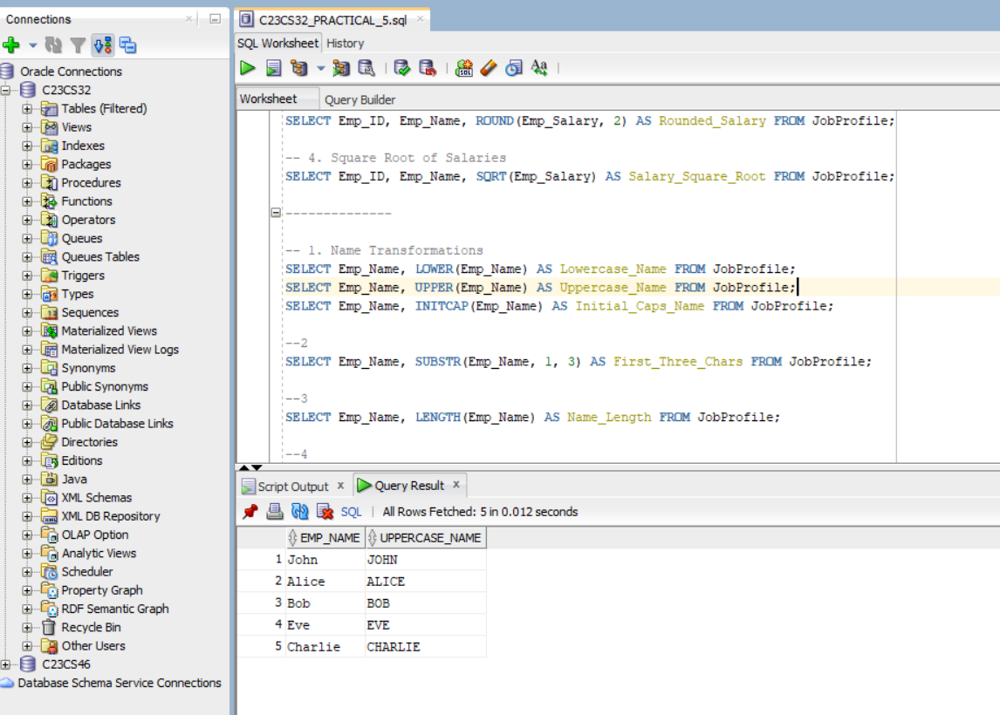 Connections
Oracle Connections
C23CS32
Tables (Filtered)
Views
Indexes
Packages
Procedures
Functions
Operators
Queues
Queues Tables
Triggers
Types
Sequences
Materialized Views
Materialized View Logs
Synonyms
Public Synonyms
Database Links
Public Database Links
Directories
Editions
Java
XML Schemas
XML DB Repository
OLAP Option
Analytic Views
Scheduler
Property Graph
RDF Semantic Graph
Recycle Bin
Other Users
C23CS46
Database Schema Service Connections
C23CS32_PRACTICAL_5.sql
SQL Worksheet History
Worksheet Query Builder
SELECT Emp_ID, Emp_Name, ROUND(Emp_Salary, 2) AS Rounded_Salary FROM JobProfile;
-- 4. Square Root of Salaries
SELECT Emp_ID, Emp_Name, SQRT(Emp_Salary) AS Salary_Square_Root FROM JobProfile;
--------------
-- 1. Name Transformations
SELECT Emp_Name, LOWER(Emp_Name) AS Lowercase_Name FROM JobProfile;
SELECT Emp_Name, UPPER(Emp_Name) AS Uppercase_Name FROM JobProfile;
SELECT Emp_Name, INITCAP(Emp_Name) AS Initial_Caps_Name FROM JobProfile;
--2
SELECT Emp_Name, SUBSTR(Emp_Name, 1, 3) AS First_Three_Chars FROM JobProfile;
--3
SELECT Emp_Name, LENGTH(Emp_Name) AS Name_Length FROM JobProfile;
--4
Script Output x Query Result x
SQL | All Rows Fetched: 5 in 0.012 seconds
EMP_NAME UPPERCASE_NAME
1 John JOHN
2 Alice ALICE
3 Bob BOB
4 Eve EVE
5 Charlie CHARLIE